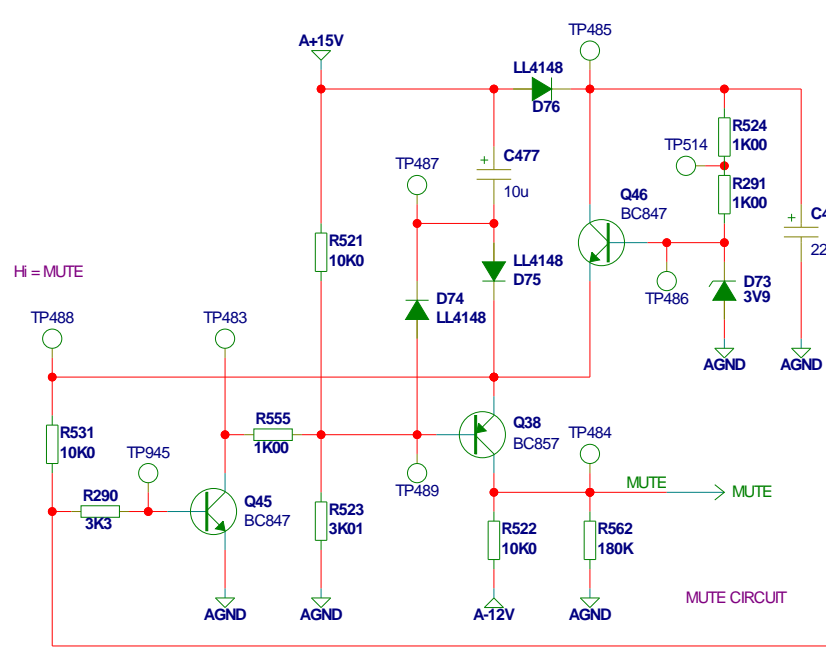 TP485
A+15V
LL4148
D76
R524
1K00
TP514
TP487
C477
10u
+
R291
1K00
Q46
BC847
+
C4
22
R521
10K0
LL4148
D75
Hi = MUTE
D74
LL4148
TP486
D73
3V9
TP488
TP483
AGND
AGND
R555
1K00
Q38
BC857
TP484
R531
10K0
TP945
TP489
MUTE
MUTE
R290
3K3
Q45
BC847
R523
3K01
R522
10K0
R562
180K
AGND
AGND
A-12V
AGND
MUTE CIRCUIT